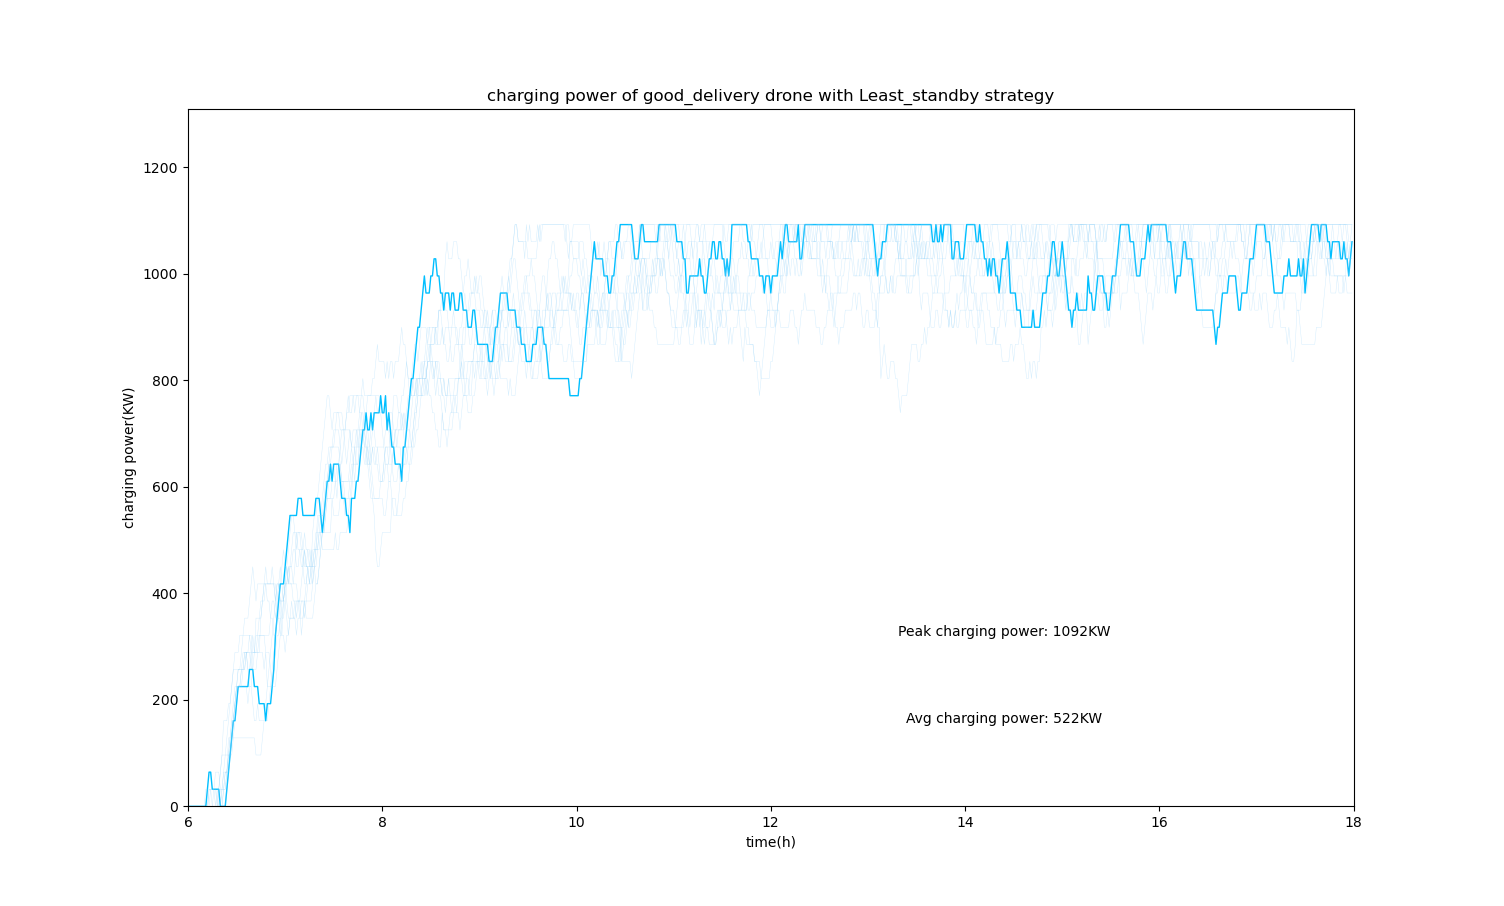 charging power of good_delivery drone with Least_standby strategy
1200
1000
800
600
400
200
0
charging power(KW)
Peak charging power: 1092KW
Avg charging power: 522KW
6
8
10
12
14
16
18
time(h)